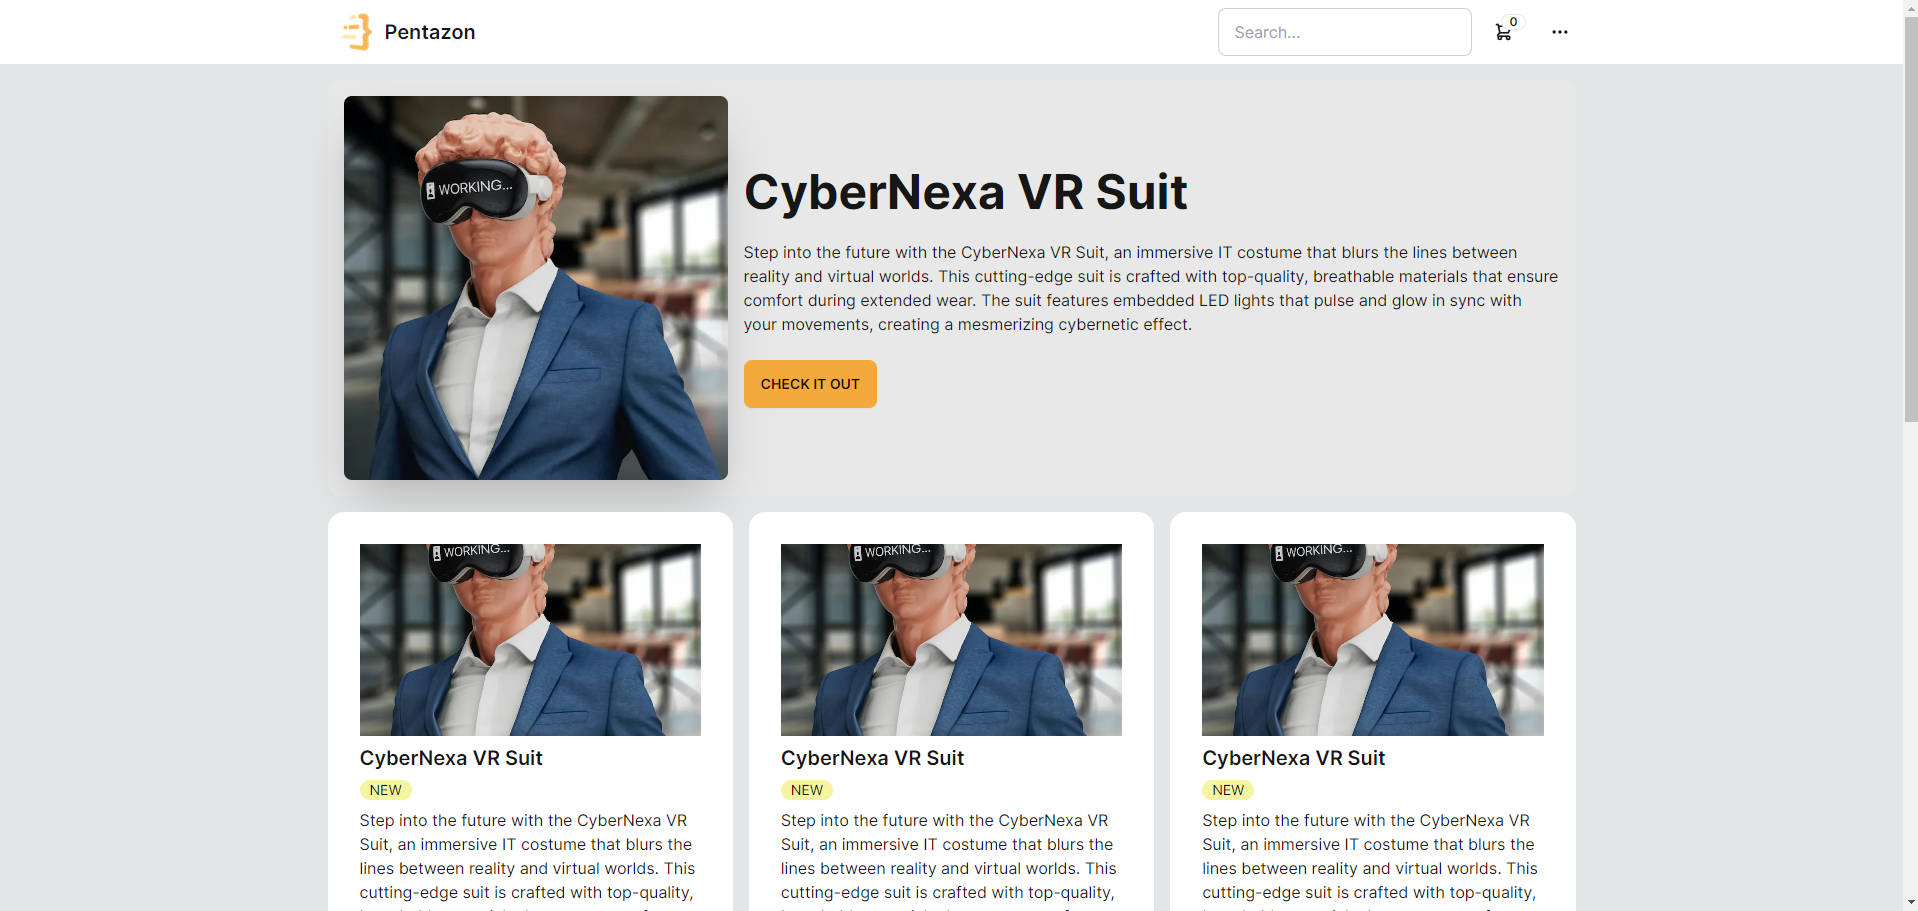 Pentazon
Search...
0
WORKING...
CyberNexa VR Suit
Step into the future with the CyberNexa VR Suit, an immersive IT costume that blurs the lines between
reality and virtual worlds. This cutting-edge suit is crafted with top-quality, breathable materials that ensure
comfort during extended wear. The suit features embedded LED lights that pulse and glow in sync with
your movements, creating a mesmerizing cybernetic effect.
CHECK IT OUT
WORKING...
CyberNexa VR Suit
NEW
Step into the future with the CyberNexa VR
Suit, an immersive IT costume that blurs the
lines between reality and virtual worlds. This
cutting-edge suit is crafted with top-quality,
WORKING...
CyberNexa VR Suit
NEW
Step into the future with the CyberNexa VR
Suit, an immersive IT costume that blurs the
lines between reality and virtual worlds. This
cutting-edge suit is crafted with top-quality,
WORKING...
CyberNexa VR Suit
NEW
Step into the future with the CyberNexa VR
Suit, an immersive IT costume that blurs the
lines between reality and virtual worlds. This
cutting-edge suit is crafted with top-quality,